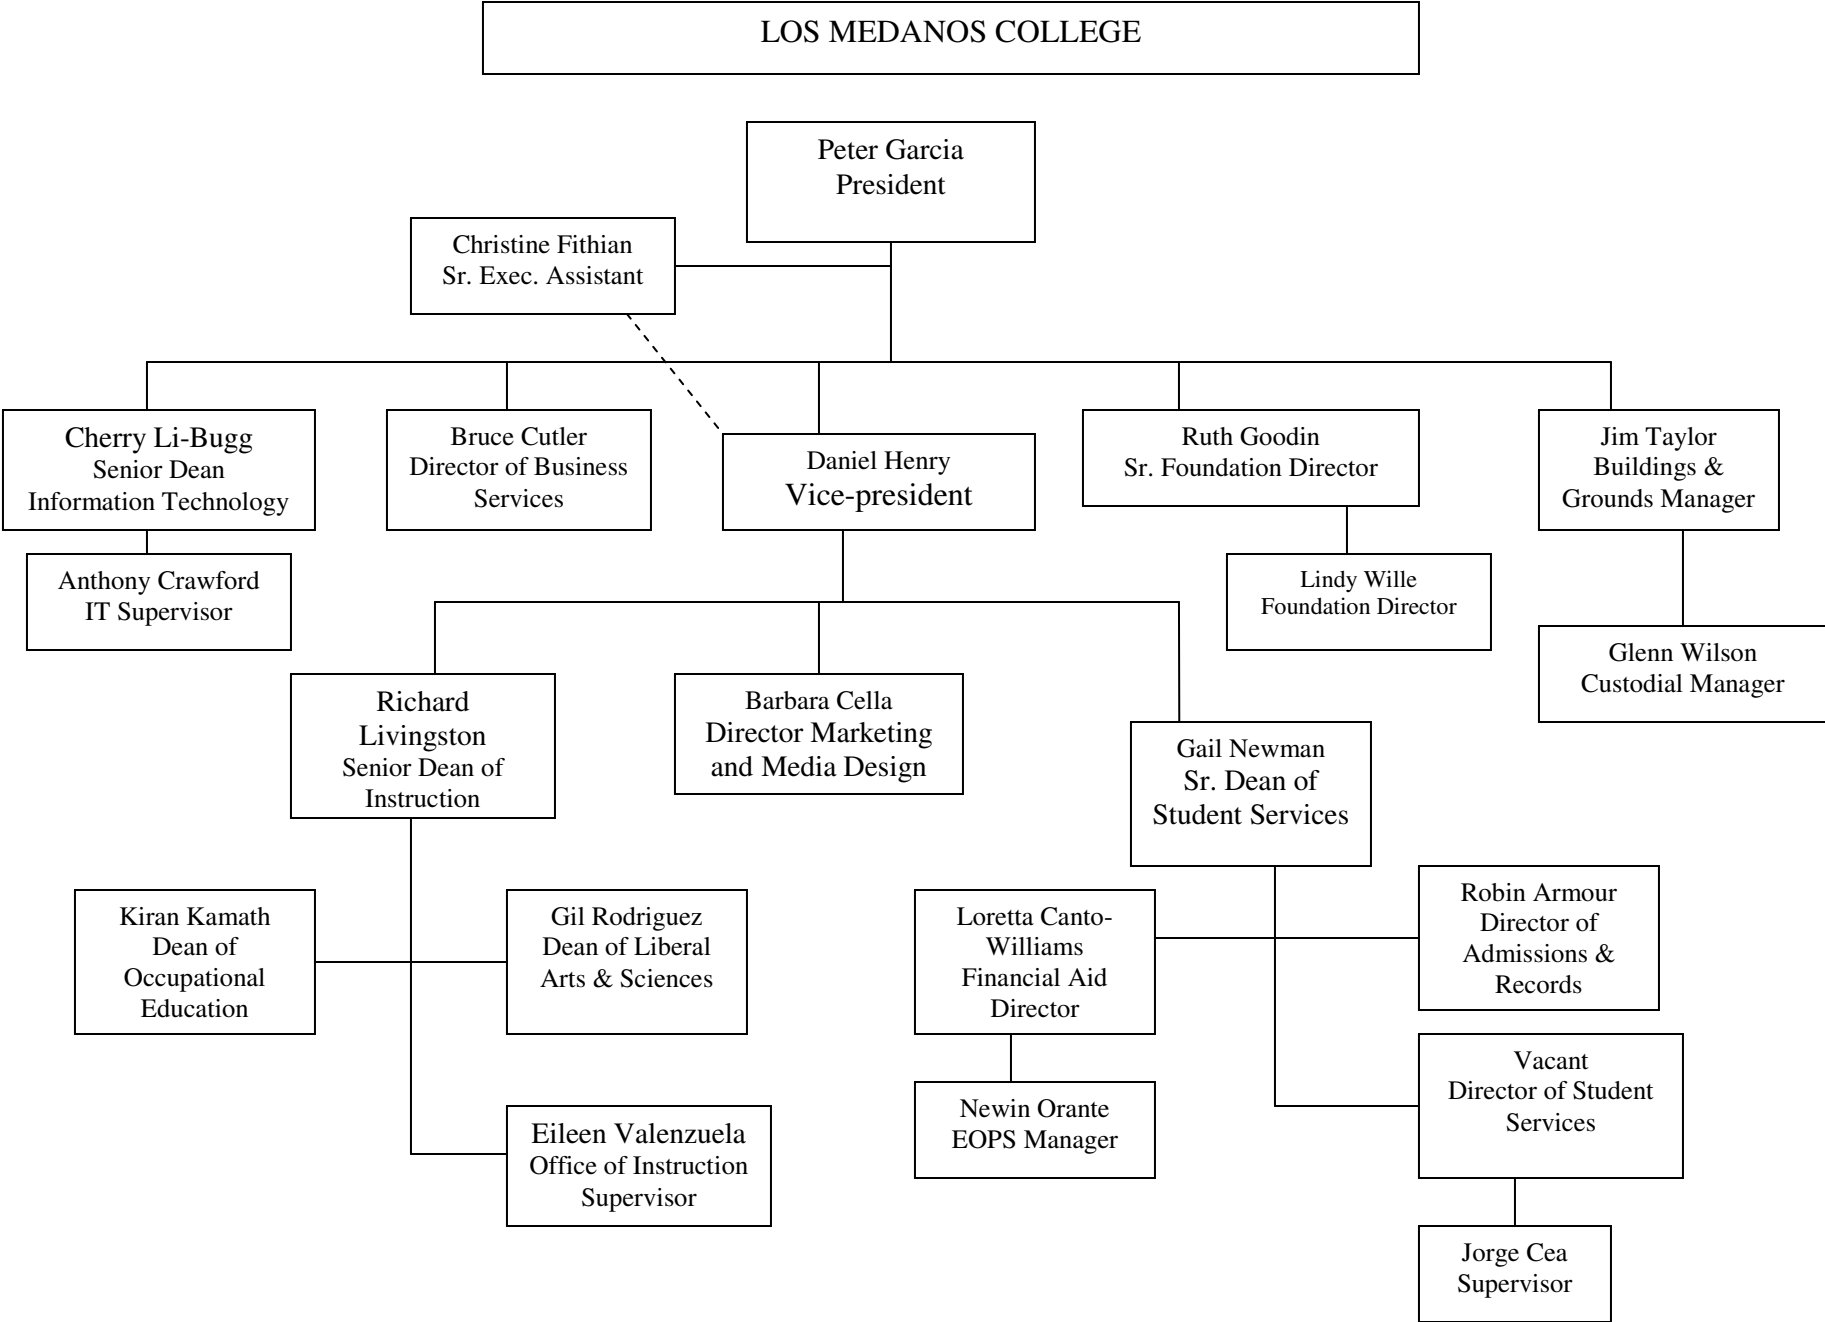 LOS MEDANOS COLLEGE
Peter Garcia
President
Christine Fithian
Sr. Exec. Assistant
Cherry Li-Bugg
Senior Dean
Information Technology
Bruce Cutler
Director of Business
Services
Daniel Henry
Vice-president
Ruth Goodin
Sr. Foundation Director
Jim Taylor
Buildings &
Grounds Manager
Anthony Crawford
IT Supervisor
Lindy Wille
Foundation Director
Glenn Wilson
Custodial Manager
Richard
Livingston
Senior Dean of
Instruction
Barbara Cella
Director Marketing
and Media Design
Gail Newman
Sr. Dean of
Student Services
Kiran Kamath
Dean of
Occupational
Education
Gil Rodriguez
Dean of Liberal
Arts & Sciences
Loretta Canto-
Williams
Financial Aid
Director
Robin Armour
Director of
Admissions &
Records
Newin Orante
EOPS Manager
Vacant
Director of Student
Services
Eileen Valenzuela
Office of Instruction
Supervisor
Jorge Cea
Supervisor